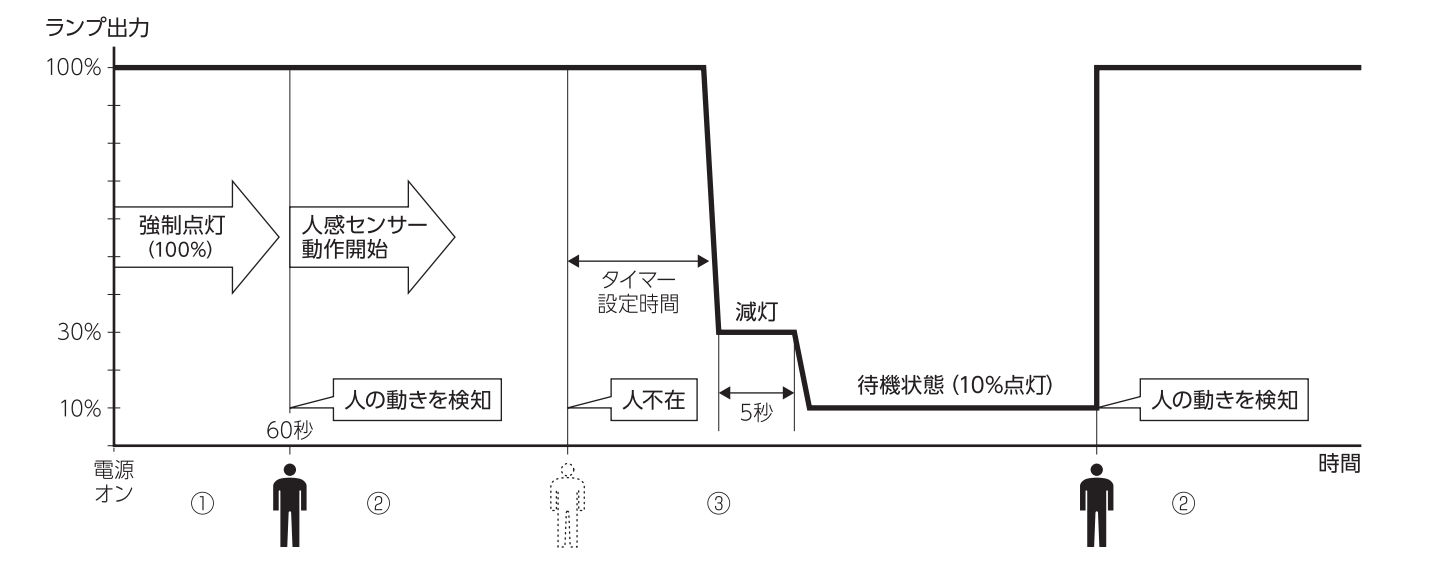 ランプ出力
100%
強制点灯
(100%)
人感センサー
動作開始
タイマー
設定時間
減灯
30%
10%
人の動きを検知
人不在
5秒
待機状態 (10%点灯)
人の動きを検知
60秒
電源
オン
時間
①
②
③
②